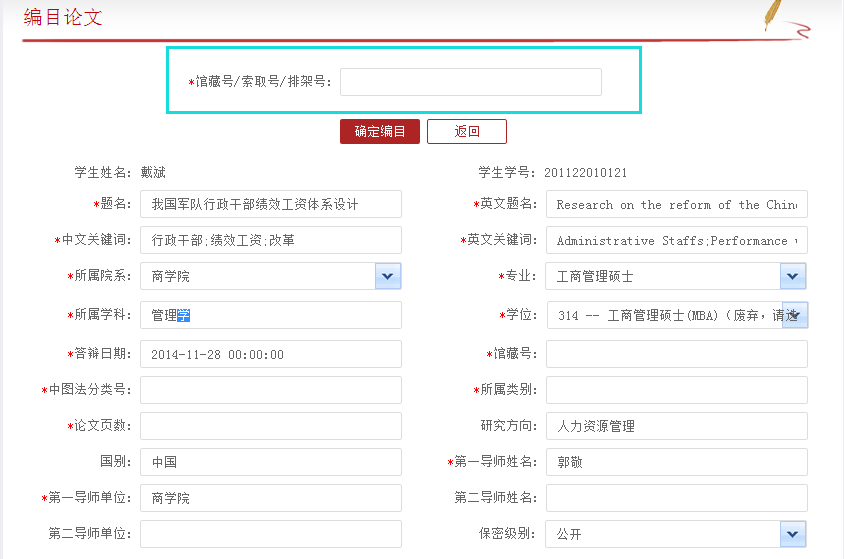 编目论文
*馆藏号/索取号/排架号:
确定编目 返回
学生姓名: 戴斌 学生学号: 201122010121
*题名: 我国军队行政干部绩效工资体系设计 *英文题名: Research on the reform of the Chin
*中文关键词: 行政干部;绩效工资;改革 *英文关键词: Administrative Staffs;Performance
*所属院系: 商学院 *专业: 工商管理硕士
*所属学科: 管理学 *学位: 314 -- 工商管理硕士(MBA)(废弃,请选
*答辩日期: 2014-11-28 00:00:00 *馆藏号:
*中图法分类号: *所属类别:
*论文页数: 研究方向: 人力资源管理
国别: 中国 *第一导师姓名: 郭敬
*第一导师单位: 商学院 第二导师姓名:
第二导师单位: 保密级别: 公开